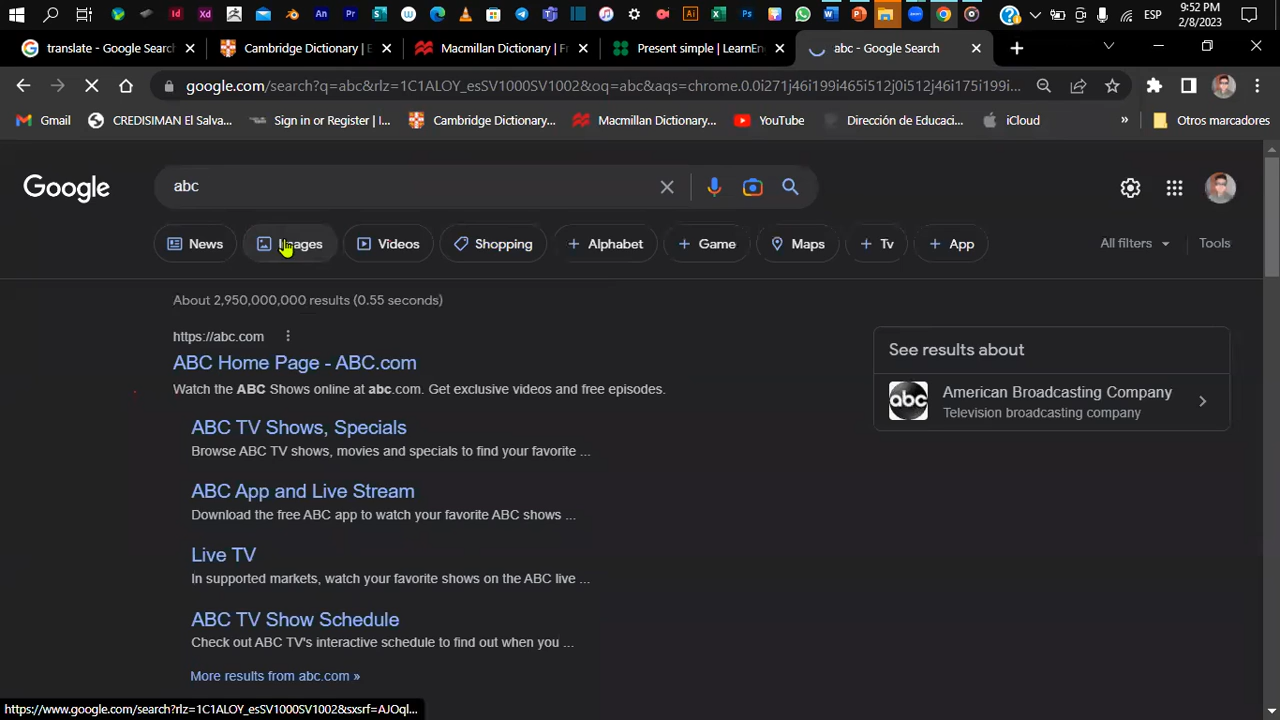 An
ESP
9:52 PM
2/8/2023
translate - Google Search
Cambridge Dictionary | E
Macmillan Dictionary | F
Present simple | LearnEn
abc - Google Search
google.com/search?q=abc&rlz=1C1ALOY_esSV1000SV1002&oq=abc&aqs=chrome.0.0i271j46i199i465i512j0i512j46i175i199i...
Gmail
CREDISIMAN El Salva...
Sign in or Register | I...
Cambridge Dictionary...
Macmillan Dictionary...
YouTube
Dirección de Educaci...
iCloud
»
Otros marcadores
Google
abc
News
Images
Videos
Shopping
+ Alphabet
+ Game
Maps
+ Tv
+ App
All filters
Tools
About 2,950,000,000 results (0.55 seconds)
https://abc.com
ABC Home Page - ABC.com
Watch the ABC Shows online at abc.com. Get exclusive videos and free episodes.
ABC TV Shows, Specials
Browse ABC TV shows, movies and specials to find your favorite ...
ABC App and Live Stream
Download the free ABC app to watch your favorite ABC shows ...
Live TV
In supported markets, watch your favorite shows on the ABC live ...
ABC TV Show Schedule
Check out ABC TV's interactive schedule to find out when you ...
More results from abc.com »
See results about
abc
American Broadcasting Company
Television broadcasting company
https://www.google.com/search?rlz=1C1ALOY_esSV1000SV1002&sxsrf=AJOql...